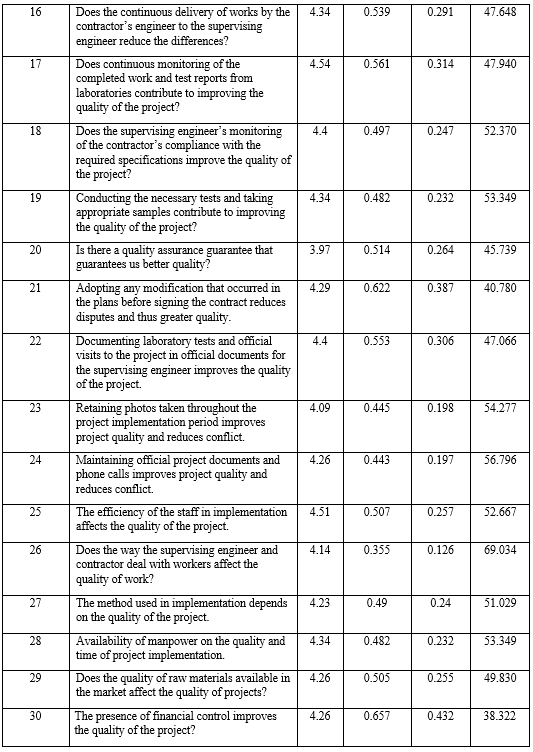 16 Does the continuous delivery of works by the 4.34 0.539 0.291 47.648
contractor's engineer to the supervising
engineer reduce the differences?
17 Does continuous monitoring of the 4.54 0.561 0.314 47.940
completed work and test reports from
laboratories contribute to improving the
quality of the project?
18 Does the supervising engineer's monitoring 4.4 0.497 0.247 52.370
of the contractor's compliance with the
required specifications improve the quality of
the project?
19 Conducting the necessary tests and taking 4.34 0.482 0.232 53.349
appropriate samples contribute to improving
the quality of the project?
20 Is there a quality assurance guarantee that 3.97 0.514 0.264 45.739
guarantees us better quality?
21 Adopting any modification that occurred in 4.29 0.622 0.387 40.780
the plans before signing the contract reduces
disputes and thus greater quality.
22 Documenting laboratory tests and official 4.4 0.553 0.306 47.066
visits to the project in official documents for
the supervising engineer improves the quality
of the project.
23 Retaining photos taken throughout the 4.09 0.445 0.198 54.277
project implementation period improves
project quality and reduces conflict.
24 Maintaining official project documents and 4.26 0.443 0.197 56.796
phone calls improves project quality and
reduces conflict.
25 The efficiency of the staff in implementation 4.51 0.507 0.257 52.667
affects the quality of the project.
26 Does the way the supervising engineer and 4.14 0.355 0.126 69.034
contractor deal with workers affect the
quality of work?
27 The method used in implementation depends 4.23 0.49 0.24 51.029
on the quality of the project.
28 Availability of manpower on the quality and 4.34 0.482 0.232 53.349
time of project implementation.
29 Does the quality of raw materials available in 4.26 0.505 0.255 49.830
the market affect the quality of projects?
30 The presence of financial control improves 4.26 0.657 0.432 38.322
the quality of the project?